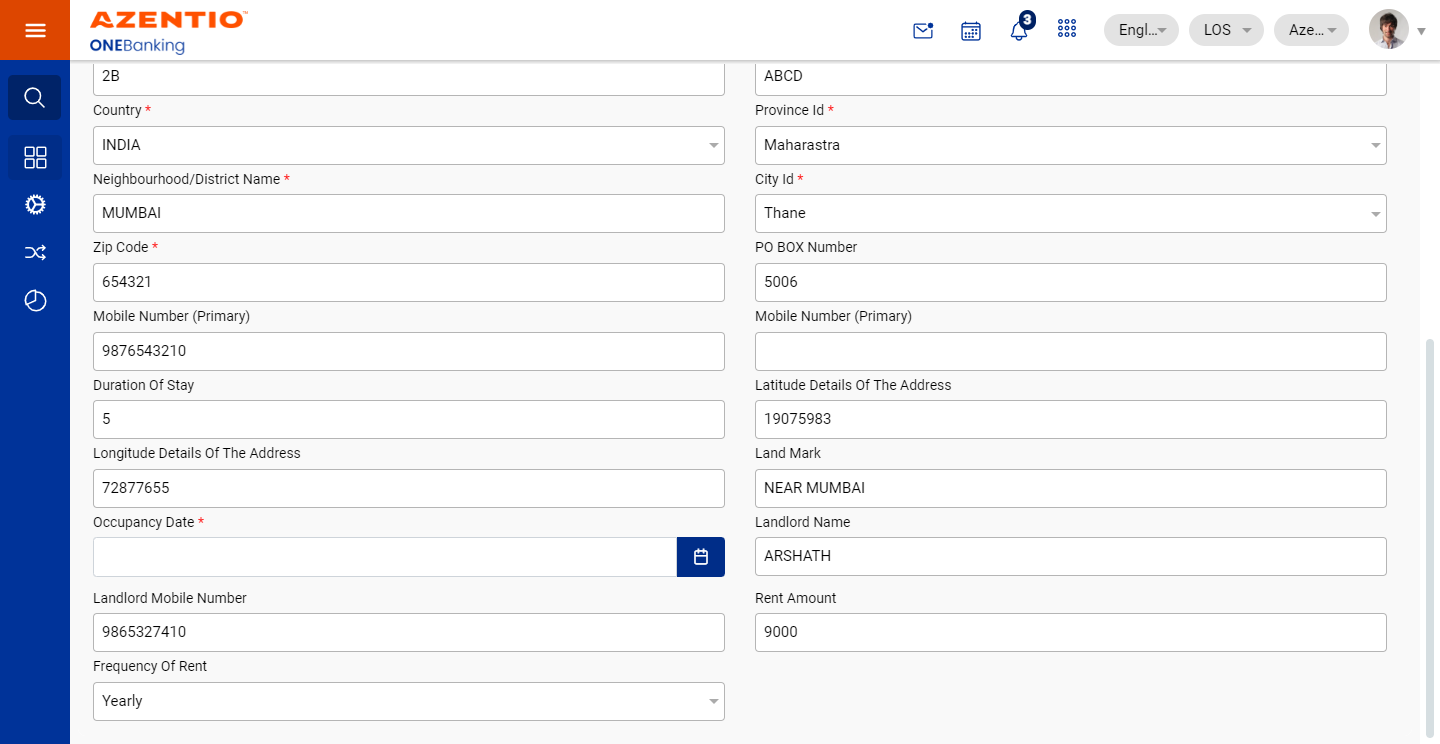 AZENTIO™
ONEBanking
3
Engl...
LOS
Aze...
2B
ABCD
Country *
Province Id *
INDIA
Maharastra
Neighbourhood/District Name *
City Id *
MUMBAI
Thane
Zip Code *
PO BOX Number
654321
5006
Mobile Number (Primary)
Mobile Number (Primary)
9876543210
Duration Of Stay
Latitude Details Of The Address
5
19075983
Longitude Details Of The Address
Land Mark
72877655
NEAR MUMBAI
Occupancy Date *
Landlord Name
ARSHATH
Landlord Mobile Number
Rent Amount
9865327410
9000
Frequency Of Rent
Yearly